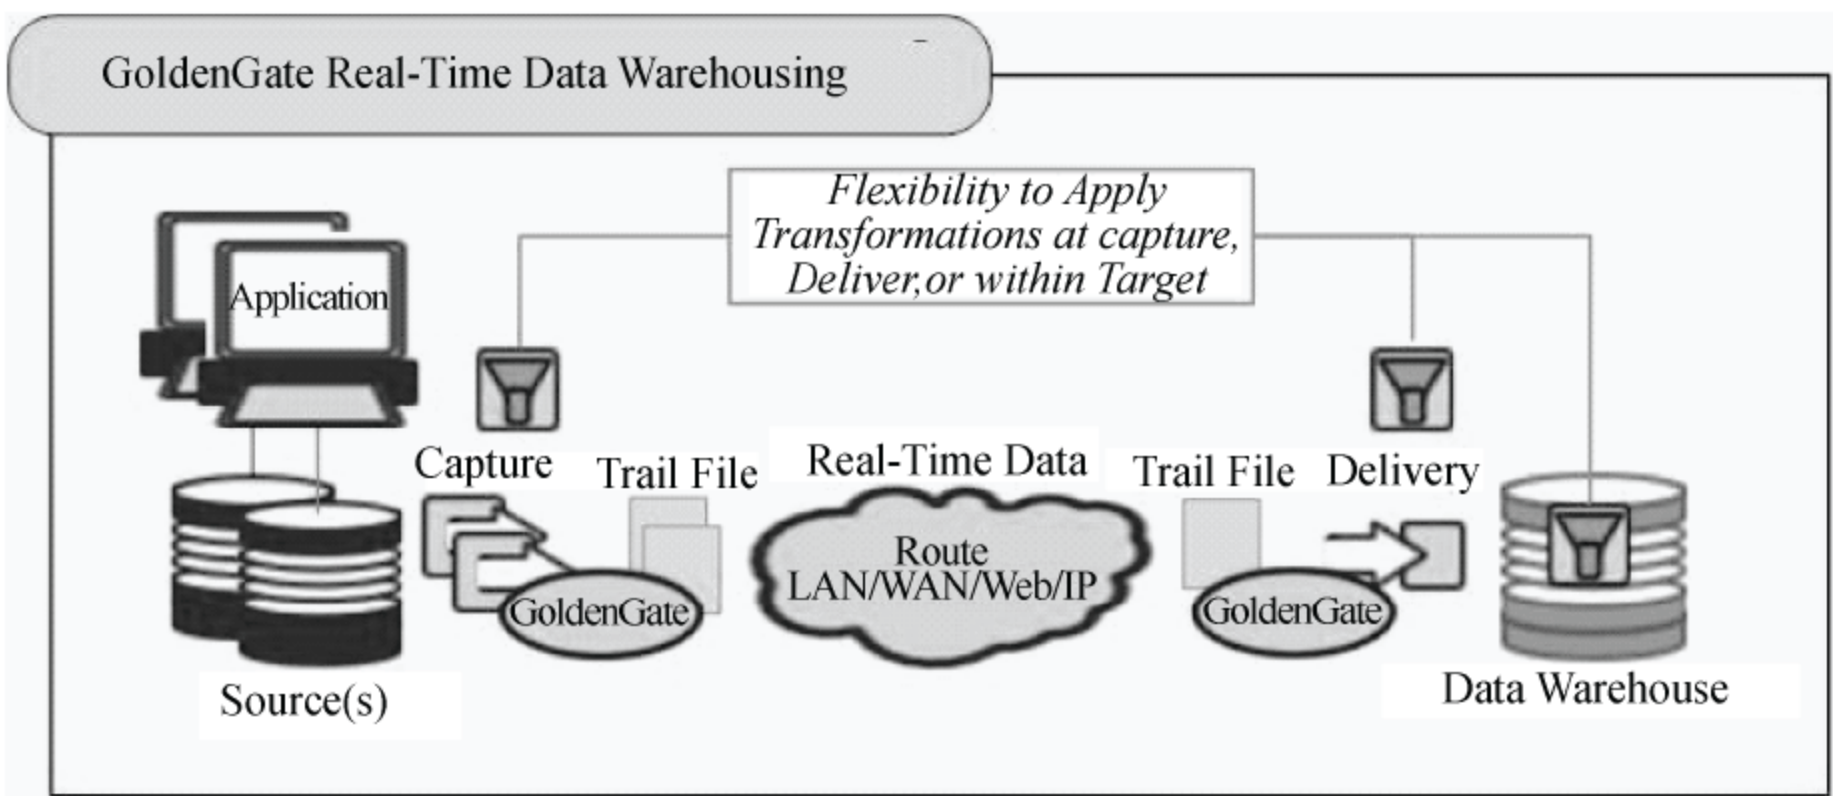 GoldenGate Real-Time Data Warehousing
Flexibility to Apply
Transformations at capture,
Deliver,or within Target
Application
Capture
Trail File
Real-Time Data
Trail File
Delivery
Route
LAN/WAN/Web/IP
GoldenGate
GoldenGate
Source(s)
Data Warehouse